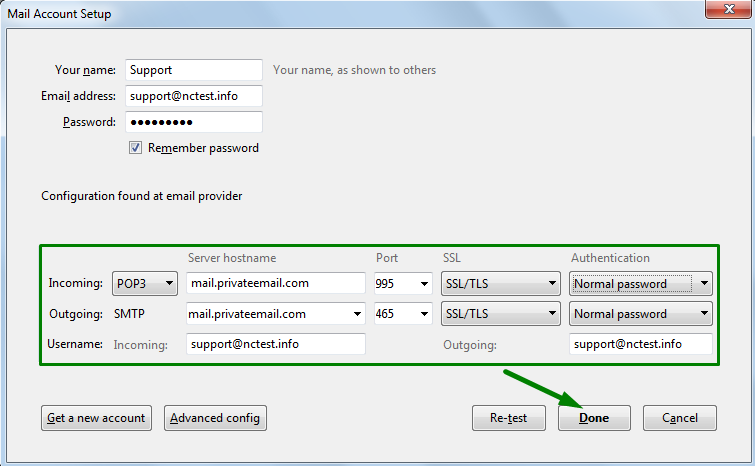 Mail Account Setup
Your name: Support Your name, as shown to others
Email address: support@nctest.info
Password: •••••••••
Remember password
Configuration found at email provider
Server hostname Port SSL Authentication
Incoming: POP3 mail.privateemail.com 995 SSL/TLS Normal password
Outgoing: SMTP mail.privateemail.com 465 SSL/TLS Normal password
Username: Incoming: support@nctest.info Outgoing: support@nctest.info
Get a new account Advanced config Re-test Done Cancel